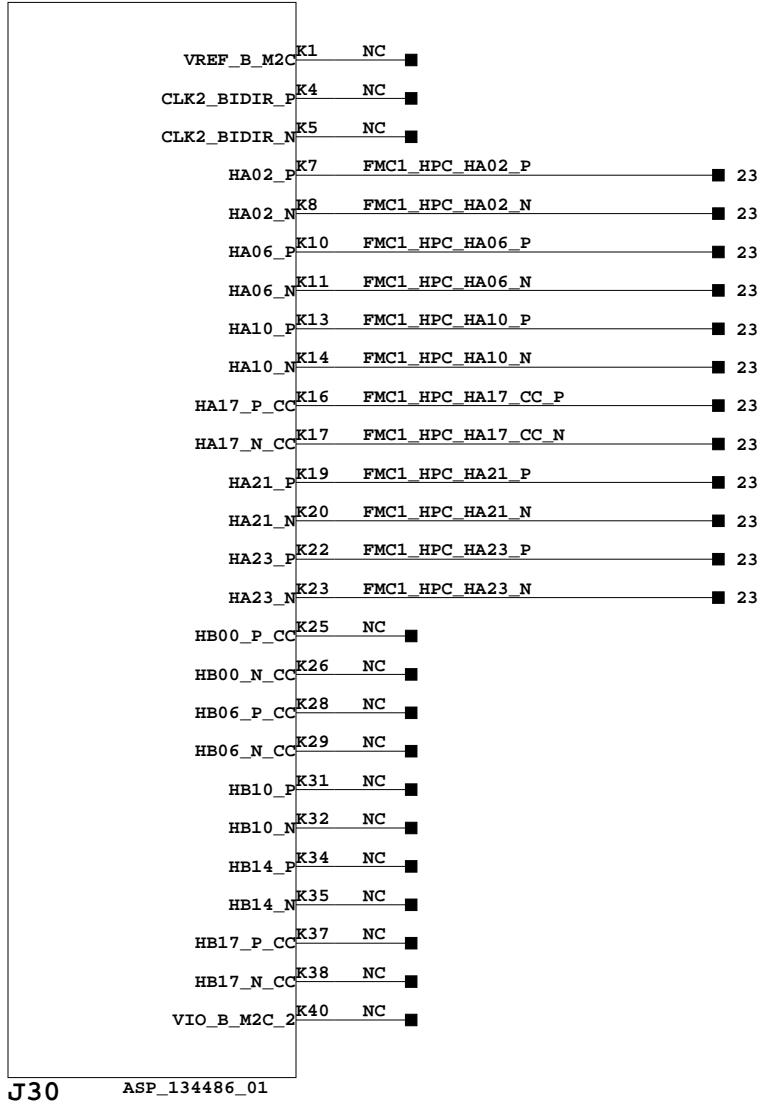 VREF_B_M2C K1 NC
CLK2_BIDIR_P K4 NC
CLK2_BIDIR_N K5 NC
HA02_P K7 FMC1_HPC_HA02_P 23
HA02_N K8 FMC1_HPC_HA02_N 23
HA06_P K10 FMC1_HPC_HA06_P 23
HA06_N K11 FMC1_HPC_HA06_N 23
HA10_P K13 FMC1_HPC_HA10_P 23
HA10_N K14 FMC1_HPC_HA10_N 23
HA17_P_CC K16 FMC1_HPC_HA17_CC_P 23
HA17_N_CC K17 FMC1_HPC_HA17_CC_N 23
HA21_P K19 FMC1_HPC_HA21_P 23
HA21_N K20 FMC1_HPC_HA21_N 23
HA23_P K22 FMC1_HPC_HA23_P 23
HA23_N K23 FMC1_HPC_HA23_N 23
HB00_P_CC K25 NC
HB00_N_CC K26 NC
HB06_P_CC K28 NC
HB06_N_CC K29 NC
HB10_P K31 NC
HB10_N K32 NC
HB14_P K34 NC
HB14_N K35 NC
HB17_P_CC K37 NC
HB17_N_CC K38 NC
VIO_B_M2C_2 K40 NC
J30 ASP_134486_01